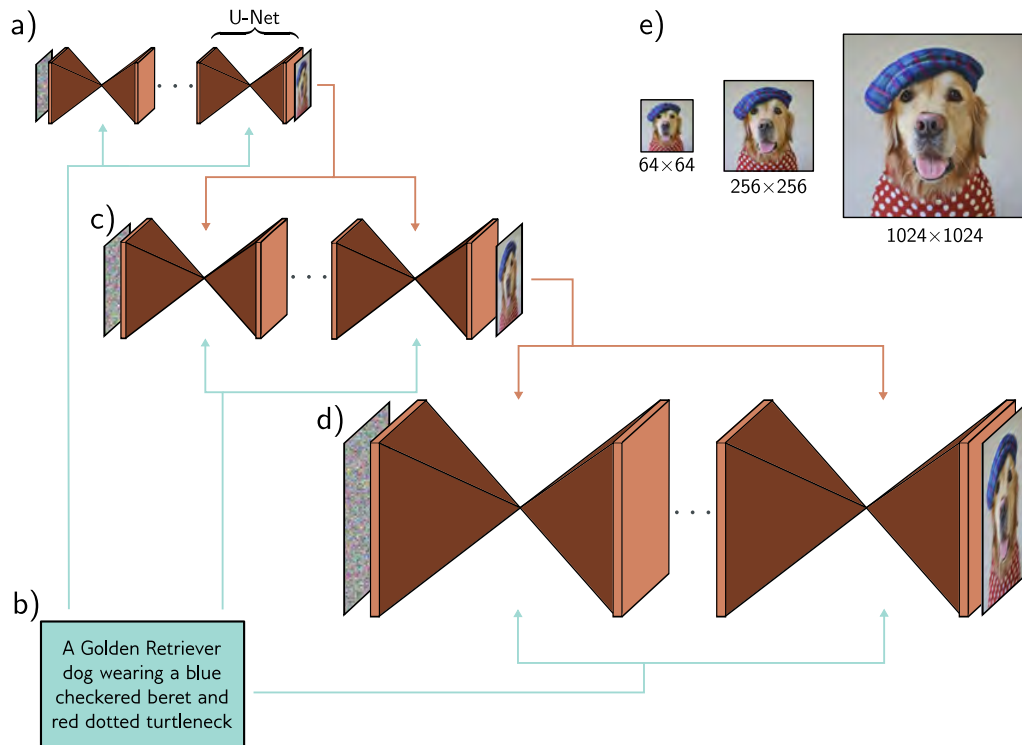 a)
U-Net
e)
64×64
256×256
1024×1024
c)
d)
b)
A Golden Retriever
dog wearing a blue
checkered beret and
red dotted turtleneck